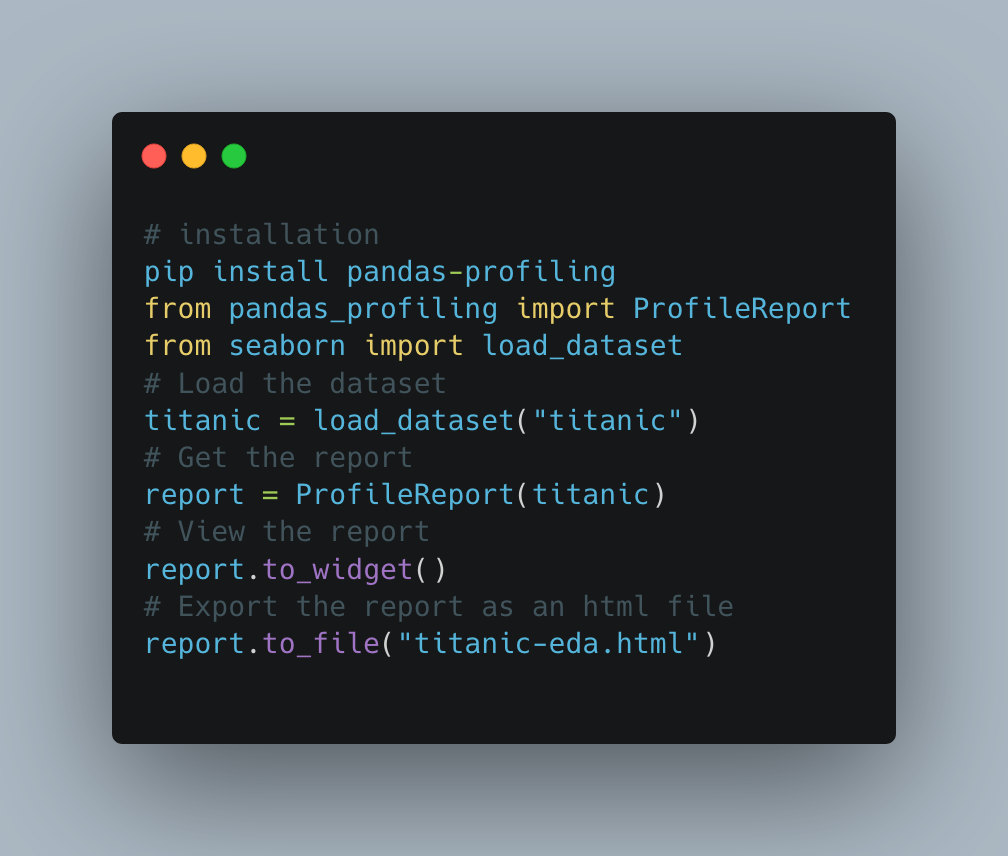 # installation
pip install pandas-profiling
from pandas_profiling import ProfileReport
from seaborn import load_dataset
# Load the dataset
titanic = load_dataset("titanic")
# Get the report
report = ProfileReport(titanic)
# View the report
report.to_widget()
# Export the report as an html file
report.to_file("titanic-eda.html")